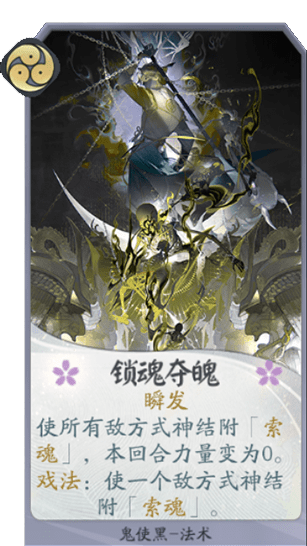 锁魂夺魄
瞬发
使所有敌方式神结附「索
魂」，本回合力量变为0。
戏法：使一个敌方式神结
附「索魂」。
鬼使黑-法术